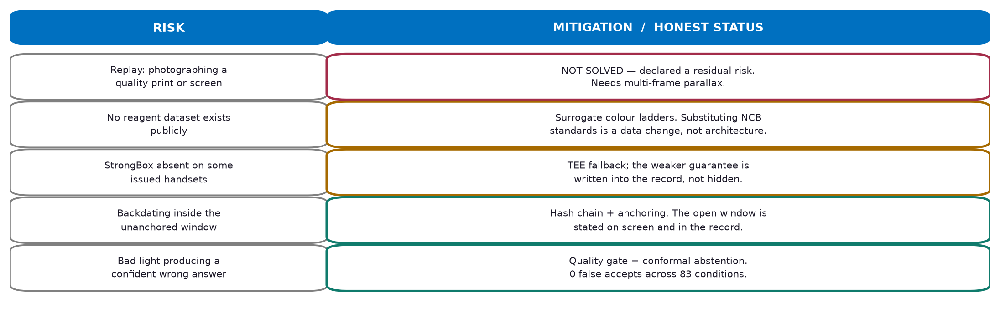 RISK
MITIGATION / HONEST STATUS
Replay: photographing a
quality print or screen
NOT SOLVED — declared a residual risk.
Needs multi-frame parallax.
No reagent dataset exists
publicly
Surrogate colour ladders. Substituting NCB
standards is a data change, not architecture.
StrongBox absent on some
issued handsets
TEE fallback; the weaker guarantee is
written into the record, not hidden.
Backdating inside the
unanchored window
Hash chain + anchoring. The open window is
stated on screen and in the record.
Bad light producing a
confident wrong answer
Quality gate + conformal abstention.
0 false accepts across 83 conditions.